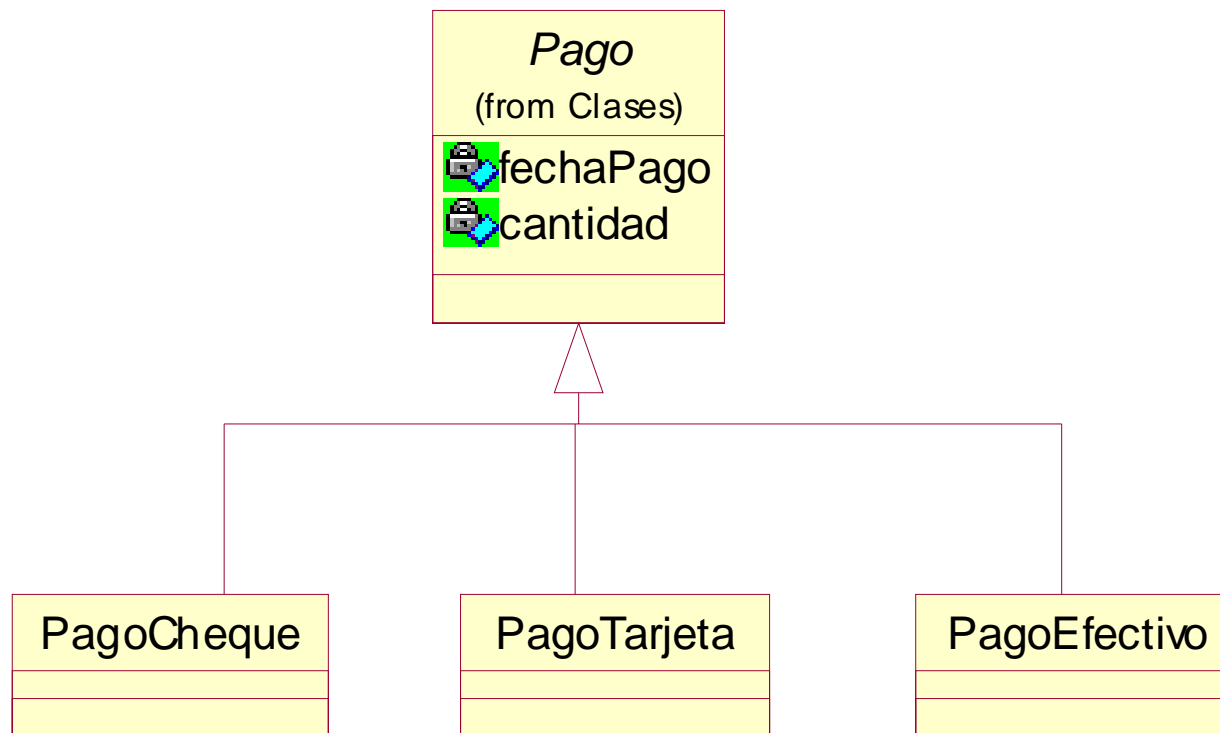 Pago
(from Clases)
fechaPago
cantidad
PagoCheque
PagoTarjeta
PagoEfectivo